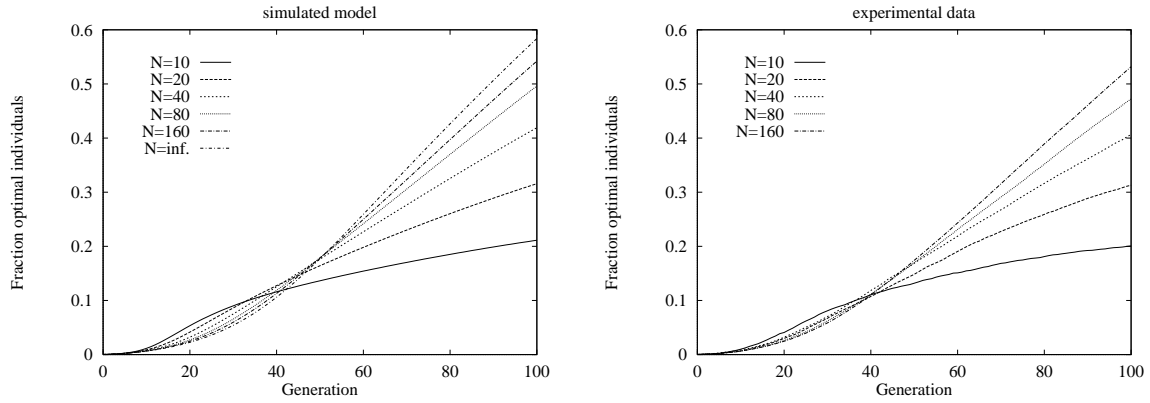 simulated model
0.6
0.5
0.4
0.3
0.2
0.1
0
Fraction optimal individuals
N=10
N=20
N=40
N=80
N=160
N=inf.
0 20 40 60 80 100
Generation
experimental data
0.6
0.5
0.4
0.3
0.2
0.1
0
Fraction optimal individuals
N=10
N=20
N=40
N=80
N=160
0 20 40 60 80 100
Generation